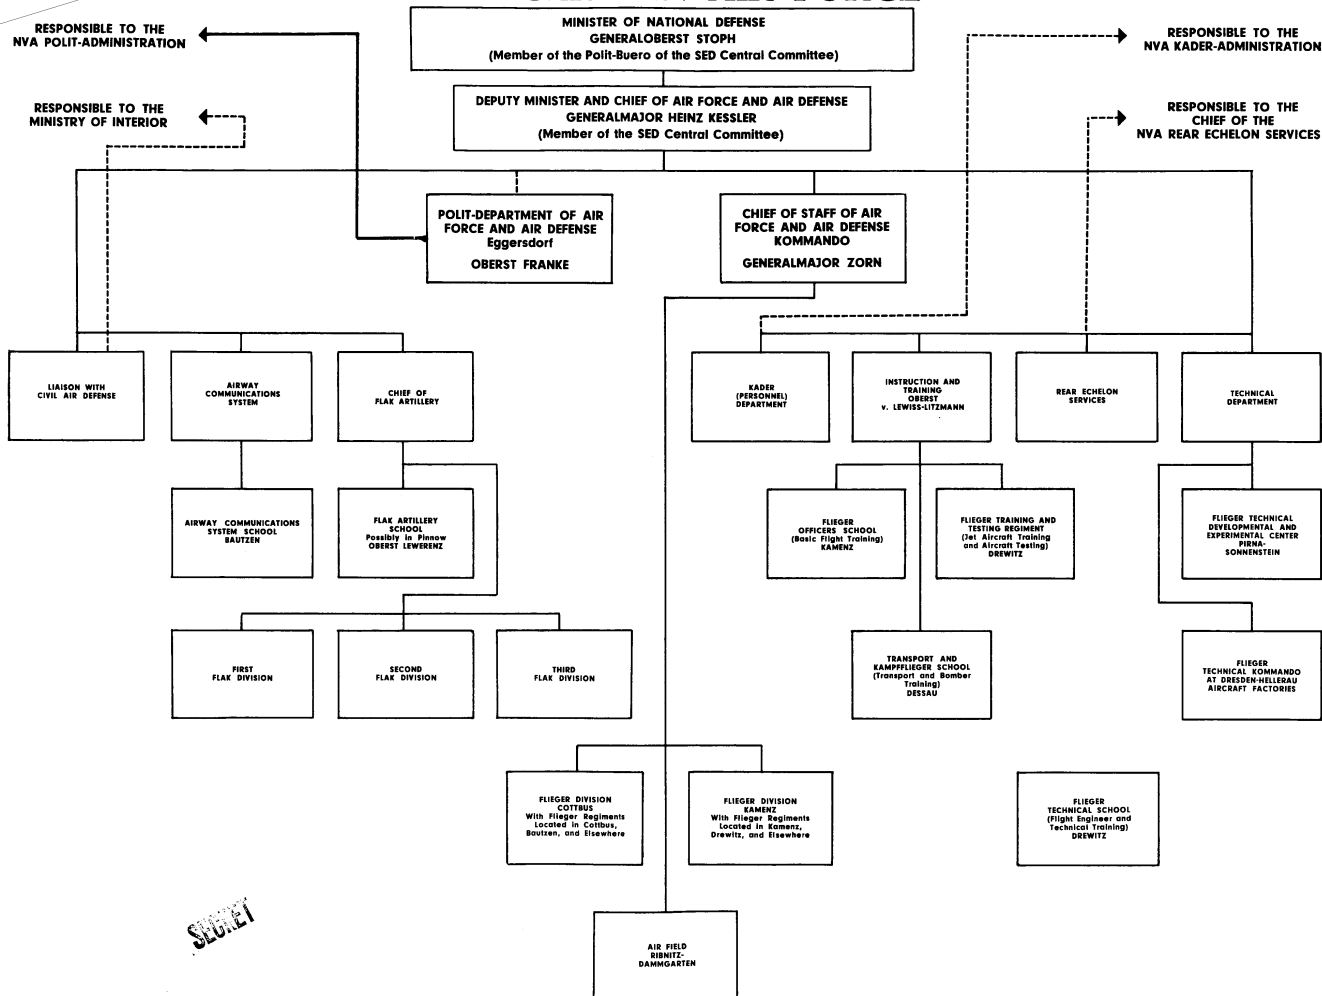 MINISTER OF NATIONAL DEFENSE
GENERALOBERST STOPH
(Member of the Polit-Buero of the SED Central Committee)
RESPONSIBLE TO THE
NVA POLIT-ADMINISTRATION
RESPONSIBLE TO THE
NVA KADER-ADMINISTRATION
DEPUTY MINISTER AND CHIEF OF AIR FORCE AND AIR DEFENSE
GENERALMAJOR HEINZ KESSLER
(Member of the SED Central Committee)
RESPONSIBLE TO THE
MINISTRY OF INTERIOR
RESPONSIBLE TO THE
CHIEF OF THE
NVA REAR ECHELON SERVICES
POLIT-DEPARTMENT OF AIR
FORCE AND AIR DEFENSE
Eggersdorf
OBERST FRANKE
CHIEF OF STAFF OF AIR
FORCE AND AIR DEFENSE
KOMMANDO
GENERALMAJOR ZORN
LIAISON WITH
CIVIL AIR DEFENSE
AIRWAY
COMMUNICATIONS
SYSTEM
CHIEF OF
FLAK ARTILLERY
KADER
(PERSONNEL)
DEPARTMENT
INSTRUCTION AND
TRAINING
OBERST
v. LEWISS-LITZMANN
REAR ECHELON
SERVICES
TECHNICAL
DEPARTMENT
AIRWAY COMMUNICATIONS
SYSTEM SCHOOL
BAUTZEN
FLAK ARTILLERY
SCHOOL
Possibly in Pinnow
OBERST LEWERENZ
FLIEGER
OFFICERS SCHOOL
(Basic Flight Training)
KAMENZ
FLIEGER TRAINING AND
TESTING REGIMENT
(Jet Aircraft Training
and Aircraft Testing)
DREWITZ
FLIEGER TECHNICAL
DEVELOPMENTAL AND
EXPERIMENTAL CENTER
PIRNA-
SONNENSTEIN
FIRST
FLAK DIVISION
SECOND
FLAK DIVISION
THIRD
FLAK DIVISION
TRANSPORT AND
KAMPFFLIEGER SCHOOL
(Transport and Bomber
Training)
DESSAU
FLIEGER
TECHNICAL KOMMANDO
AT DRESDEN-HELLERAU
AIRCRAFT FACTORIES
FLIEGER DIVISION
COTTBUS
With Flieger Regiments
Located in Cottbus,
Bautzen, and Elsewhere
FLIEGER DIVISION
KAMENZ
With Flieger Regiments
Located in Kamenz,
Drewitz, and Elsewhere
FLIEGER
TECHNICAL SCHOOL
(Flight Engineer and
Technical Training)
DREWITZ
SECRET
AIR FIELD
RIBNITZ-
DAMMGARTEN